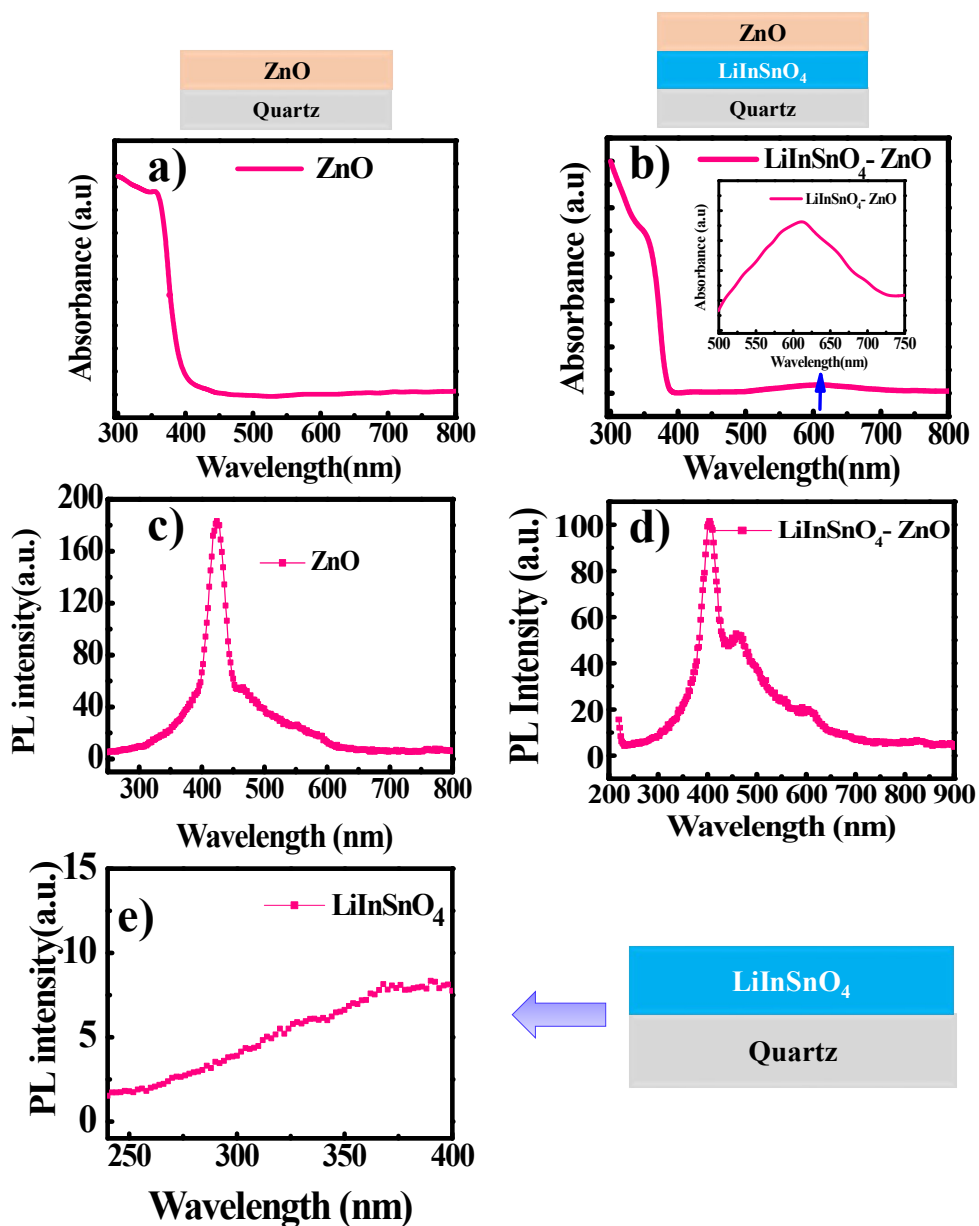 ZnO
Quartz
ZnO
LiInSnO₄
Quartz
a)
ZnO
Absorbance (a.u)
300 400 500 600 700 800
Wavelength(nm)
b)
LiInSnO₄- ZnO
LiInSnO₄- ZnO
Absorbance (a.u)
500 550 600 650 700 750
Wavelength(nm)
Absorbance (a.u)
300 400 500 600 700 800
Wavelength(nm)
c)
ZnO
PL intensity(a.u.)
200
160
120
80
40
0
300 400 500 600 700 800
Wavelength (nm)
d)
LiInSnO₄- ZnO
PL Intensity (a.u.)
100
80
60
40
20
0
200 300 400 500 600 700 800 900
Wavelength (nm)
e)
LiInSnO₄
PL intensity(a.u.)
15
10
5
0
250 300 350 400
Wavelength (nm)
LiInSnO₄
Quartz